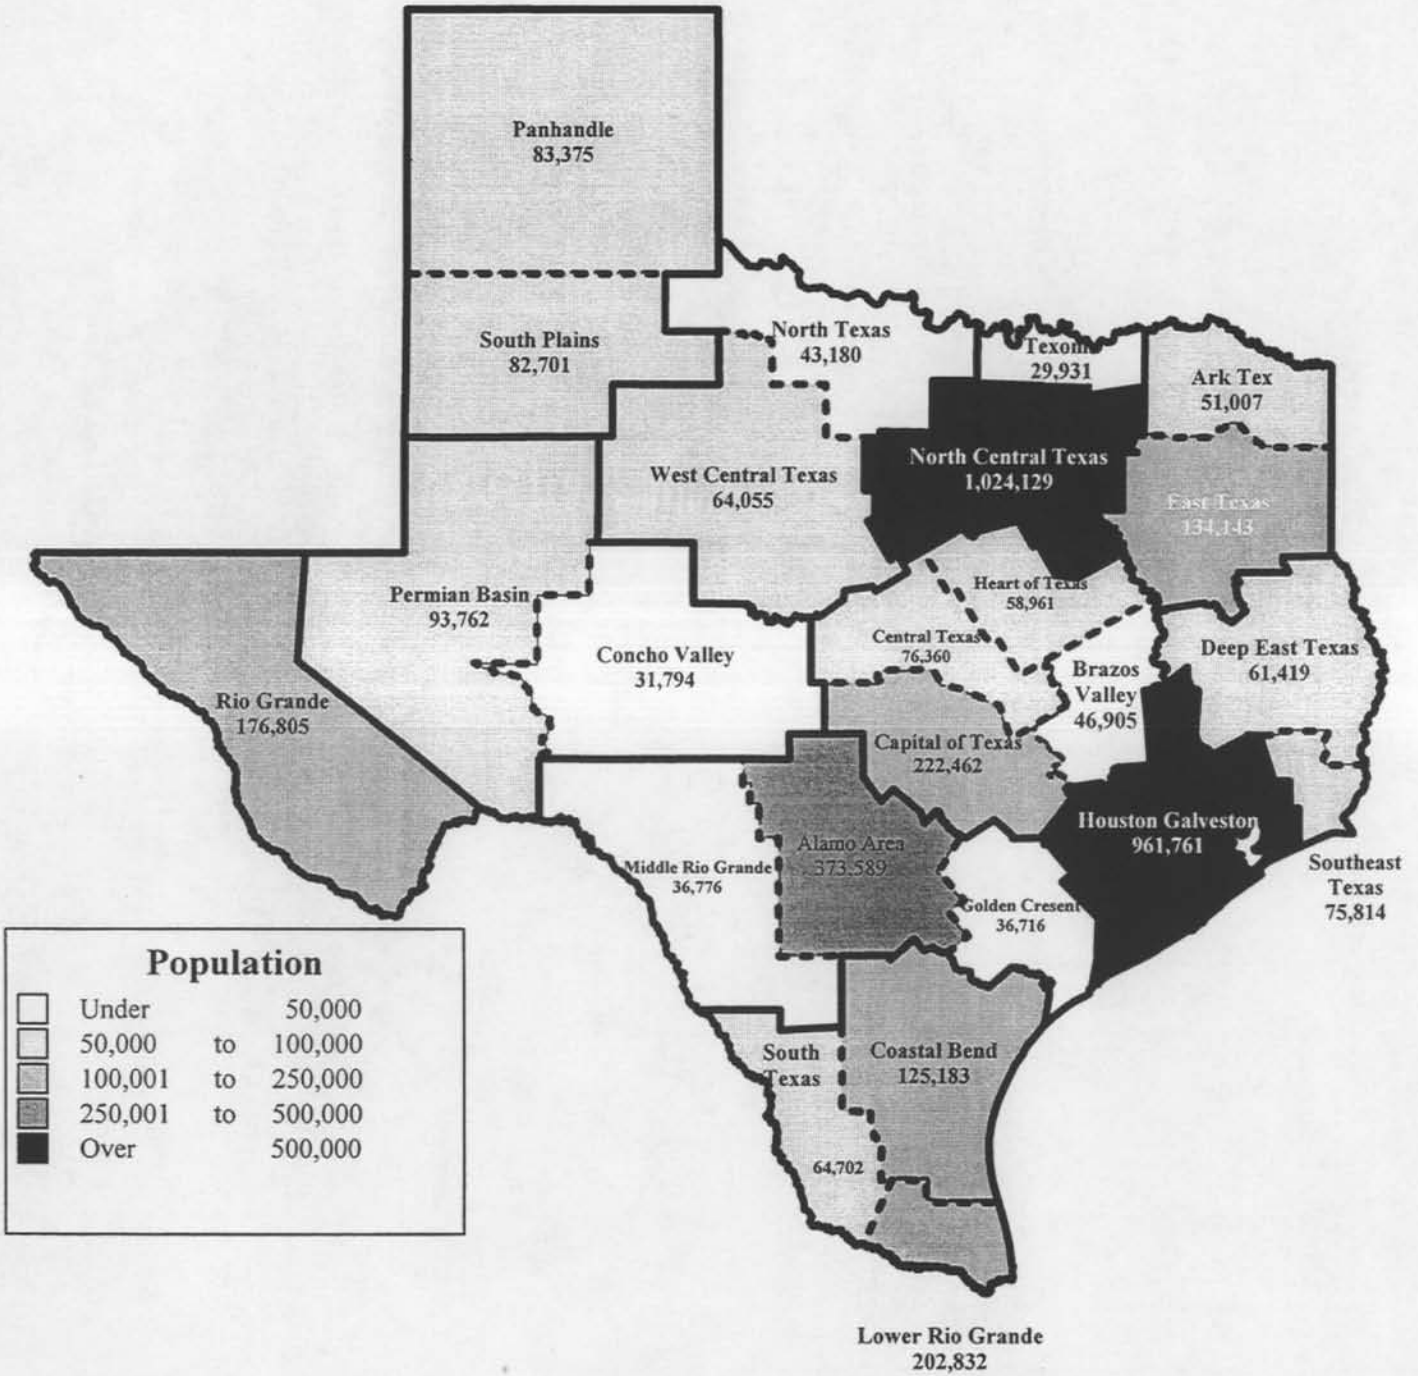 Panhandle
83,375
South Plains
82,701
North Texas
43,180
Texom
29,931
Ark Tex
51,007
West Central Texas
64,055
North Central Texas
1,024,129
East Texas
134,143
Permian Basin
93,762
Heart of Texas
58,961
Central Texas
76,360
Concho Valley
31,794
Brazos
Valley
46,905
Deep East Texas
61,419
Rio Grande
176,805
Capital of Texas
222,462
Alamo Area
373,589
Houston Galveston
961,761
Middle Rio Grande
36,776
Golden Cresent
36,716
Southeast
Texas
75,814
South
Texas
64,702
Coastal Bend
125,183
Lower Rio Grande
202,832
Population
Under 50,000
50,000 to 100,000
100,001 to 250,000
250,001 to 500,000
Over 500,000